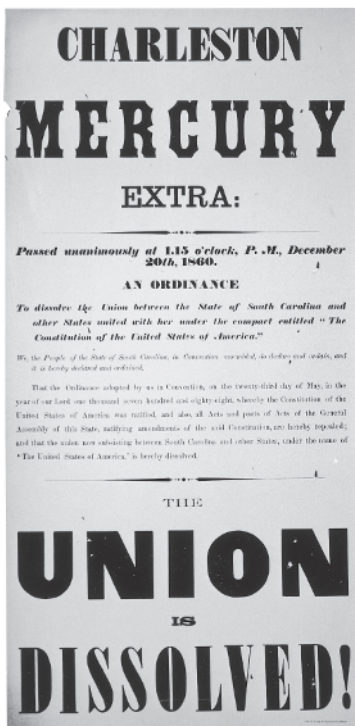 CHARLESTON
MERCURY
EXTRA:
Passed unanimously at 1.15 o'clock, P. M., December
20th, 1860.
AN ORDINANCE
To dissolve the Union between the State of South Carolina and
other States united with her under the compact entitled "The
Constitution of the United States of America."
We, the People of the State of South Carolina, in Convention assembled, do declare and ordain, and
it is hereby declared and ordained,
That the Ordinance adopted by us in Convention, on the twenty-third day of May, in the
year of our Lord one thousand seven hundred and eighty-eight, whereby the Constitution of the
United States of America was ratified, and also, all Acts and parts of Acts of the General
Assembly of this State, ratifying amendments of the said Constitution, are hereby repealed;
and that the union now subsisting between South Carolina and other States, under the name of
"The United States of America," is hereby dissolved.
THE
UNION
IS
DISSOLVED!